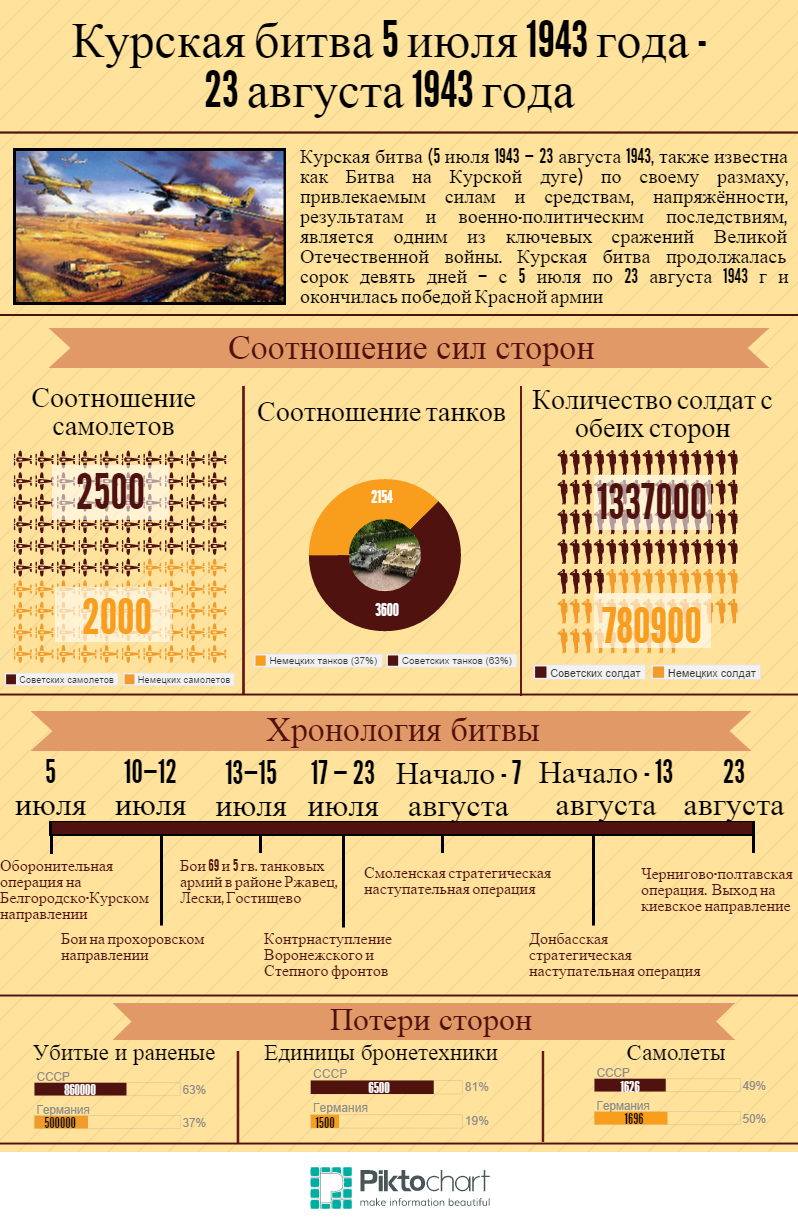 Курская битва 5 июля 1943 года -
23 августа 1943 года
Курская битва (5 июля 1943 – 23 августа 1943, также известна
как Битва на Курской дуге) по своему размаху,
привлекаемым силам и средствам, напряжённости,
результатам и военно-политическим последствиям,
является одним из ключевых сражений Великой
Отечественной войны. Курская битва продолжалась
сорок девять дней – с 5 июля по 23 августа 1943 г и
окончилась победой Красной армии
Соотношение сил сторон
Соотношение
самолетов
2500
2000
Советских самолетов
Немецких самолетов
Соотношение танков
2154
3600
Немецких танков (37%)
Советских танков (63%)
Количество солдат с
обеих сторон
1337000
780900
Советских солдат
Немецких солдат
Хронология битвы
5
июля
10–12
июля
13–15
июля
17 – 23
июля
Начало - 7
августа
Начало - 13
августа
23
августа
Оборонительная
операция на
Белгородско-Курском
направлении
Бои на прохоровском
направлении
Бои 69 и 5 гв. танковых
армий в районе Ржавец,
Лески, Гостищево
Контрнаступление
Воронежского и
Степного фронтов
Смоленская стратегическая
наступательная операция
Донбасская
стратегическая
наступательная операция
Чернигово-полтавская
операция. Выход на
киевское направление
Потери сторон
Убитые и раненые
СССР
860000
63%
Германия
500000
37%
Единицы бронетехники
СССР
6500
81%
Германия
1500
19%
Самолеты
СССР
1626
49%
Германия
1696
50%
Piktochart
make information beautiful